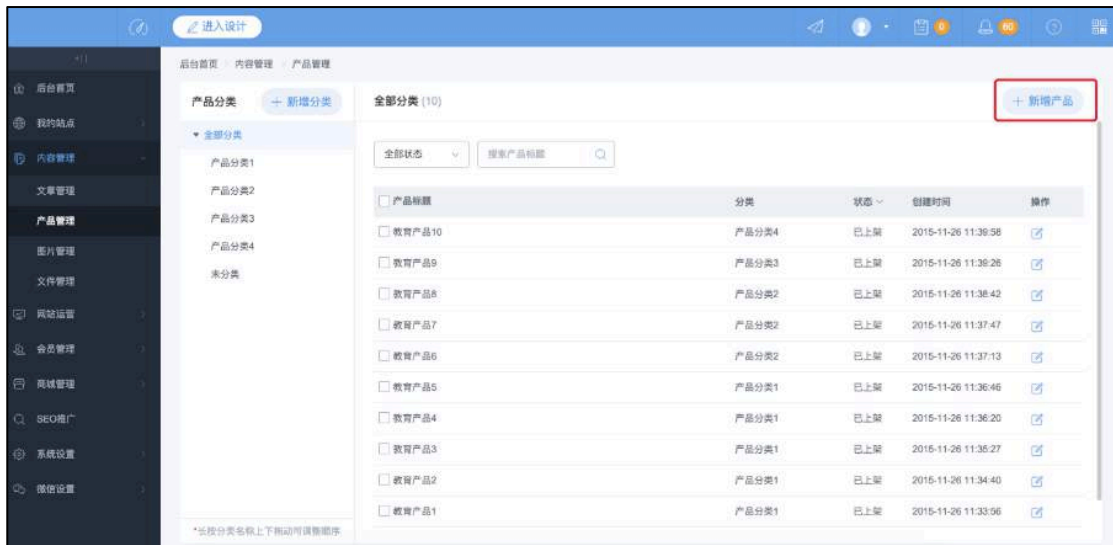 进入设计
0
60
后台首页 内容管理 产品管理
后台首页
我的站点
内容管理
文章管理
产品管理
图片管理
文件管理
网站运营
会员管理
商城管理
SEO推广
系统设置
微信设置
产品分类 + 新增分类
全部分类
产品分类1
产品分类2
产品分类3
产品分类4
未分类
*长按分类名称上下拖动可调整顺序
全部分类 (10) + 新增产品
全部状态 搜索产品标题
产品标题 分类 状态 创建时间 操作
教育产品10 产品分类4 已上架 2015-11-26 11:39:58
教育产品9 产品分类3 已上架 2015-11-26 11:39:26
教育产品8 产品分类2 已上架 2015-11-26 11:38:42
教育产品7 产品分类2 已上架 2015-11-26 11:37:47
教育产品6 产品分类2 已上架 2015-11-26 11:37:13
教育产品5 产品分类1 已上架 2015-11-26 11:36:46
教育产品4 产品分类1 已上架 2015-11-26 11:36:20
教育产品3 产品分类1 已上架 2015-11-26 11:35:27
教育产品2 产品分类1 已上架 2015-11-26 11:34:40
教育产品1 产品分类1 已上架 2015-11-26 11:33:56